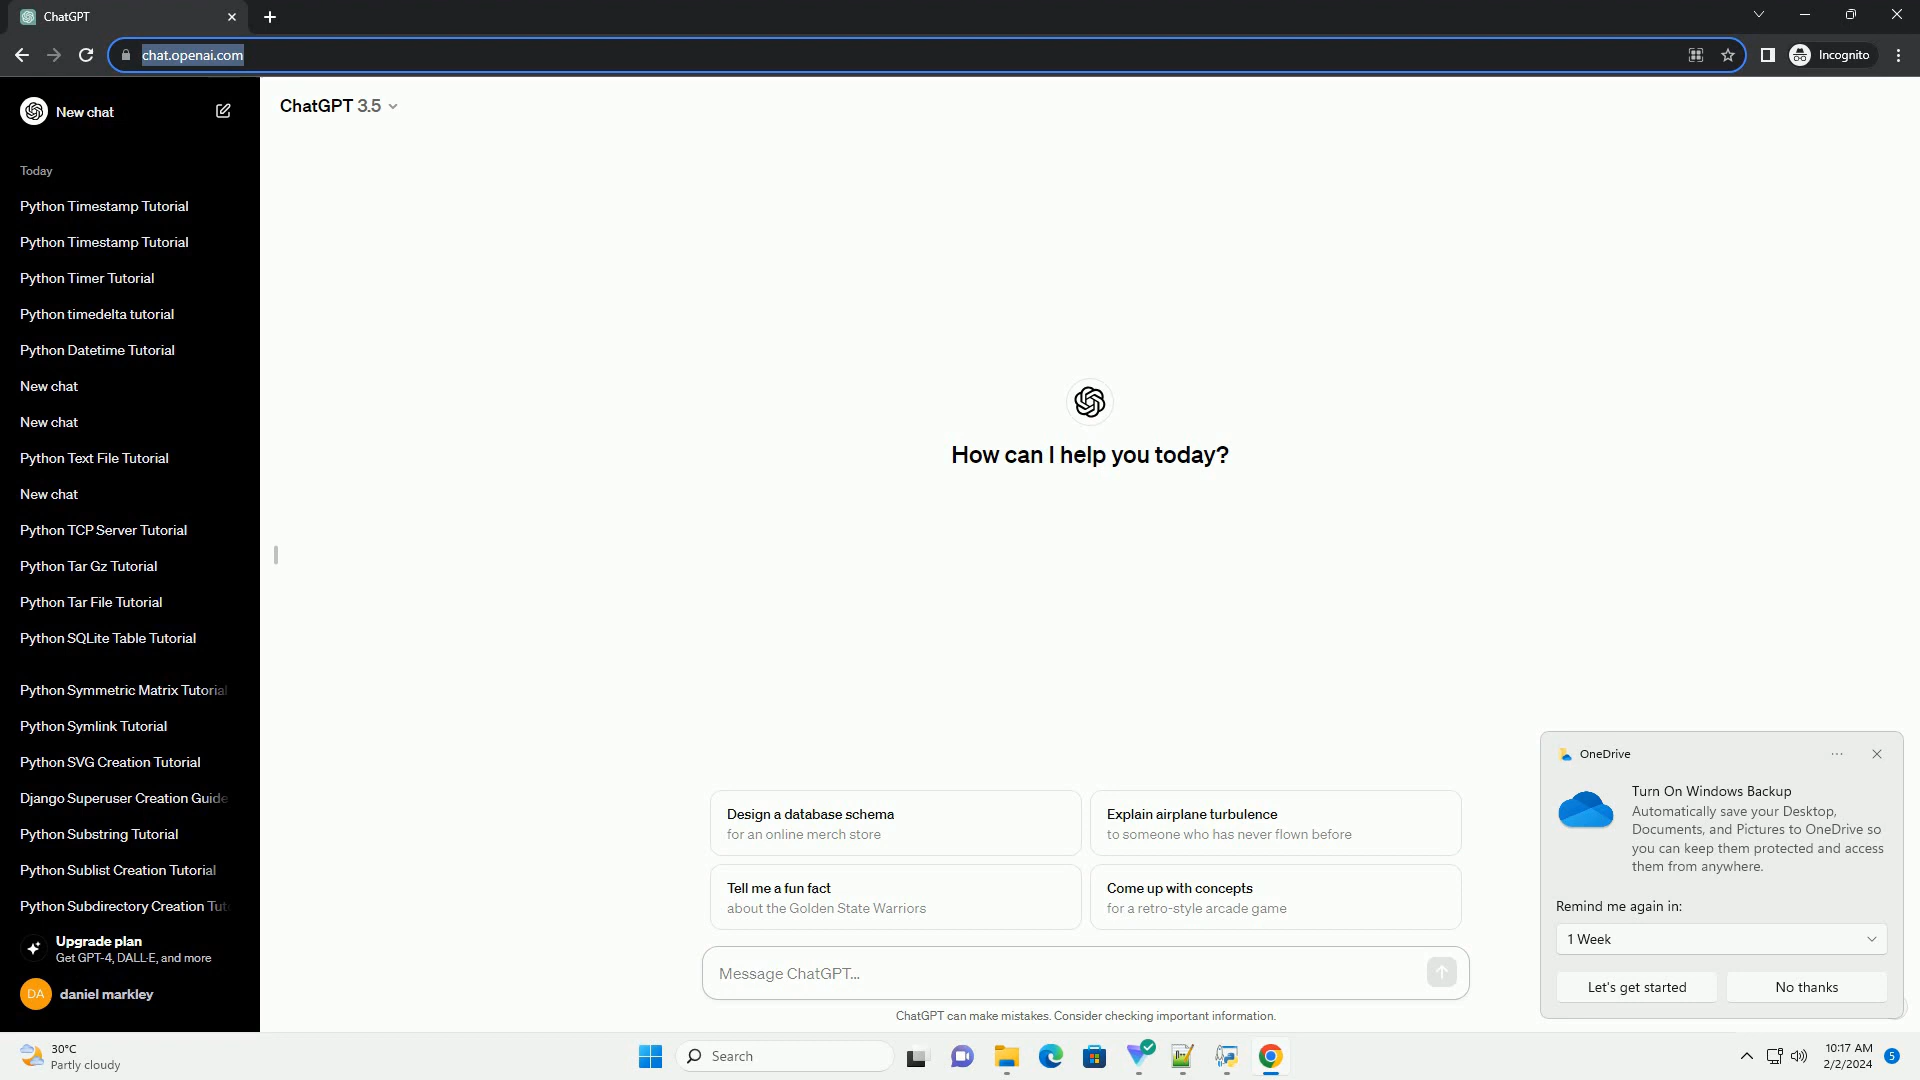 ChatGPT
chat.openai.com
Incognito
New chat
ChatGPT 3.5
Today
Python Timestamp Tutorial
Python Timestamp Tutorial
Python Timer Tutorial
Python timedelta tutorial
Python Datetime Tutorial
New chat
New chat
Python Text File Tutorial
New chat
Python TCP Server Tutorial
Python Tar Gz Tutorial
Python Tar File Tutorial
Python SQLite Table Tutorial
Python Symmetric Matrix Tutorial
Python Symlink Tutorial
Python SVG Creation Tutorial
Django Superuser Creation Guide
Python Substring Tutorial
Python Sublist Creation Tutorial
Python Subdirectory Creation Tut
Upgrade plan
Get GPT-4, DALL·E, and more
DA
daniel markley
How can I help you today?
Design a database schema
for an online merch store
Explain airplane turbulence
to someone who has never flown before
Tell me a fun fact
about the Golden State Warriors
Come up with concepts
for a retro-style arcade game
Message ChatGPT...
ChatGPT can make mistakes. Consider checking important information.
OneDrive
Turn On Windows Backup
Automatically save your Desktop,
Documents, and Pictures to OneDrive so
you can keep them protected and access
them from anywhere.
Remind me again in:
1 Week
Let's get started
No thanks
30°C
Partly cloudy
Search
10:17 AM
2/2/2024
5